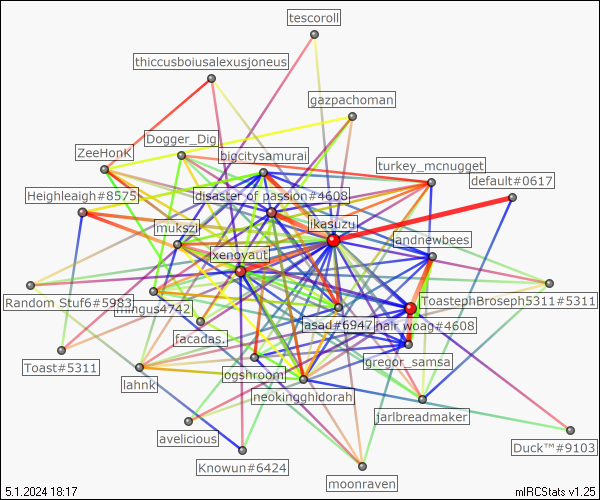 tescoroll
thiccusboiusalexusjoneus
gazpachoman
Dogger_Dig
ZeeHonK
bigcitysamurai
turkey_mcnugget
default#0617
Heighleaigh#8575
disaster of passion#4608
mukszi
ikasuzu
xenoyaut
andnewbees
Random Stuf6#5983
mingus4742
ToastephBroseph5311#5311
facadas.
jasad#6947
hair woag#4608
Toast#5311
gregor_samsa
lahnk
ogshroom
neokingghidorah
jarlbreadmaker
avelicious
Duck™#9103
Knowun#6424
moonraven
5.1.2024 18:17
mIRCStats v1.25